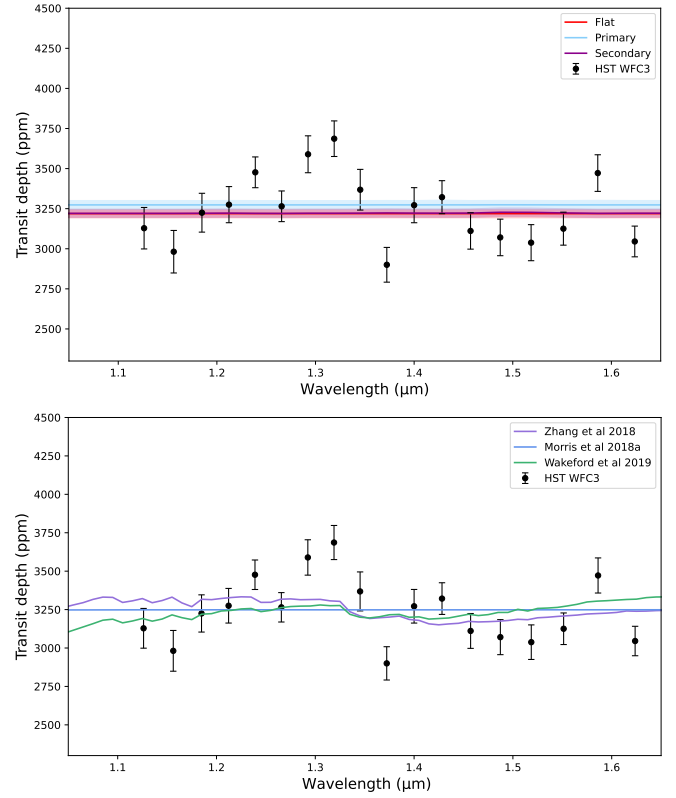 4500
4250
4000
3750
3500
3250
3000
2750
2500
Transit depth (ppm)
Flat
Primary
Secondary
HST WFC3
1.1 1.2 1.3 1.4 1.5 1.6
Wavelength (μm)
4500
4250
4000
3750
3500
3250
3000
2750
2500
Transit depth (ppm)
Zhang et al 2018
Morris et al 2018a
Wakeford et al 2019
HST WFC3
1.1 1.2 1.3 1.4 1.5 1.6
Wavelength (μm)